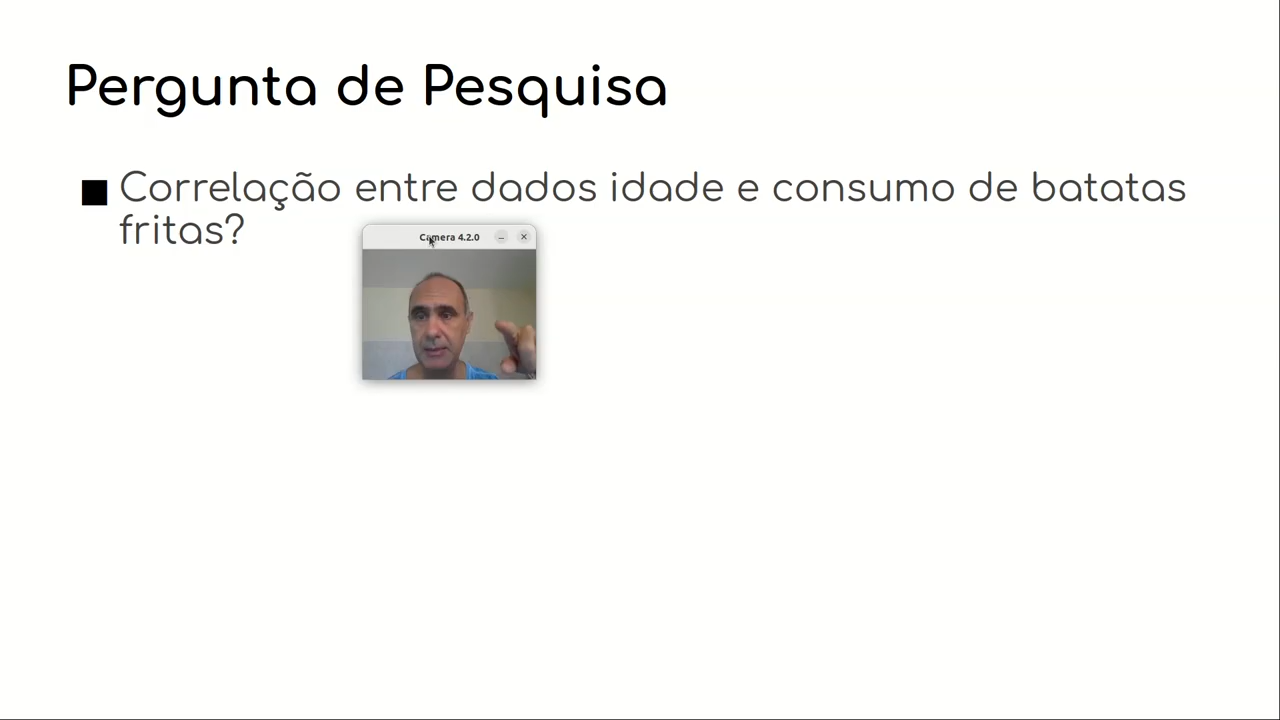 Pergunta de Pesquisa
Correlação entre dados idade e consumo de batatas
fritas?
Camera 4.2.0